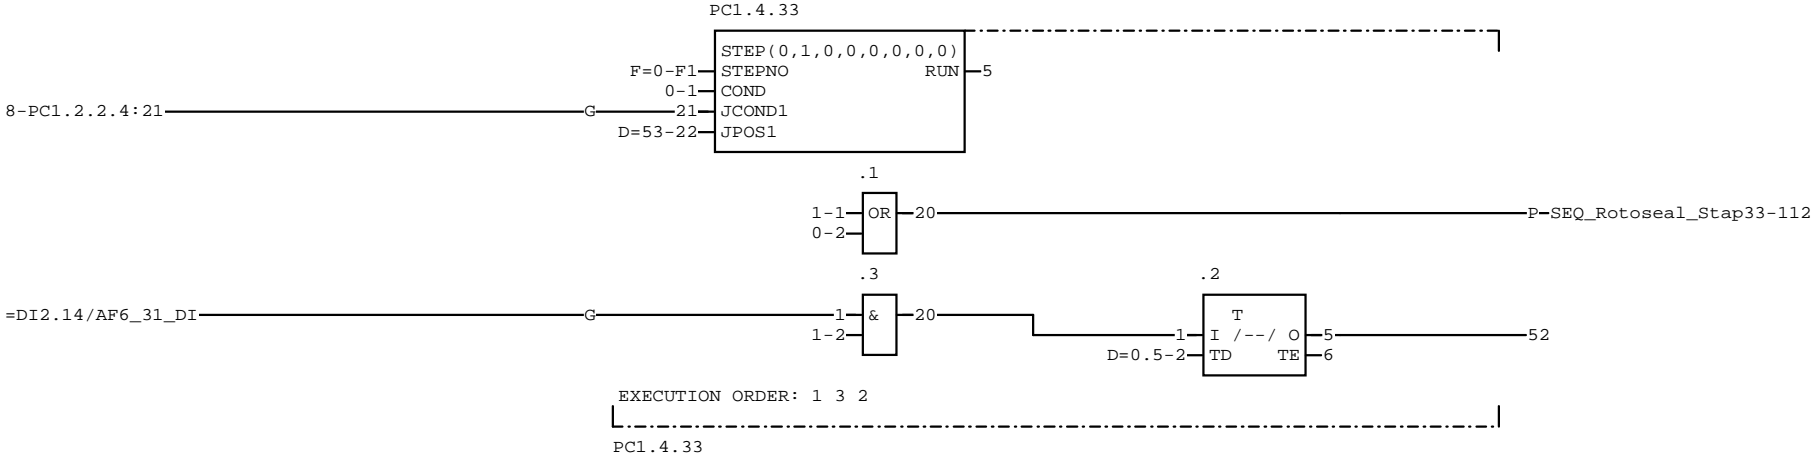 PC1.4.33
STEP(0,1,0,0,0,0,0,0)
F=0-F1 STEPNO RUN 5
0-1 COND
8-PC1.2.2.4:21 G 21 JCOND1
D=53-22 JPOS1
.1
1-1 OR 20 P SEQ_Rotoseal_Stap33-112
0-2
.3 .2
=DI2.14/AF6_31_DI G 1 & 20 T
1-2 1 I /--/ O 5 52
D=0.5-2 TD TE 6
EXECUTION ORDER: 1 3 2
PC1.4.33